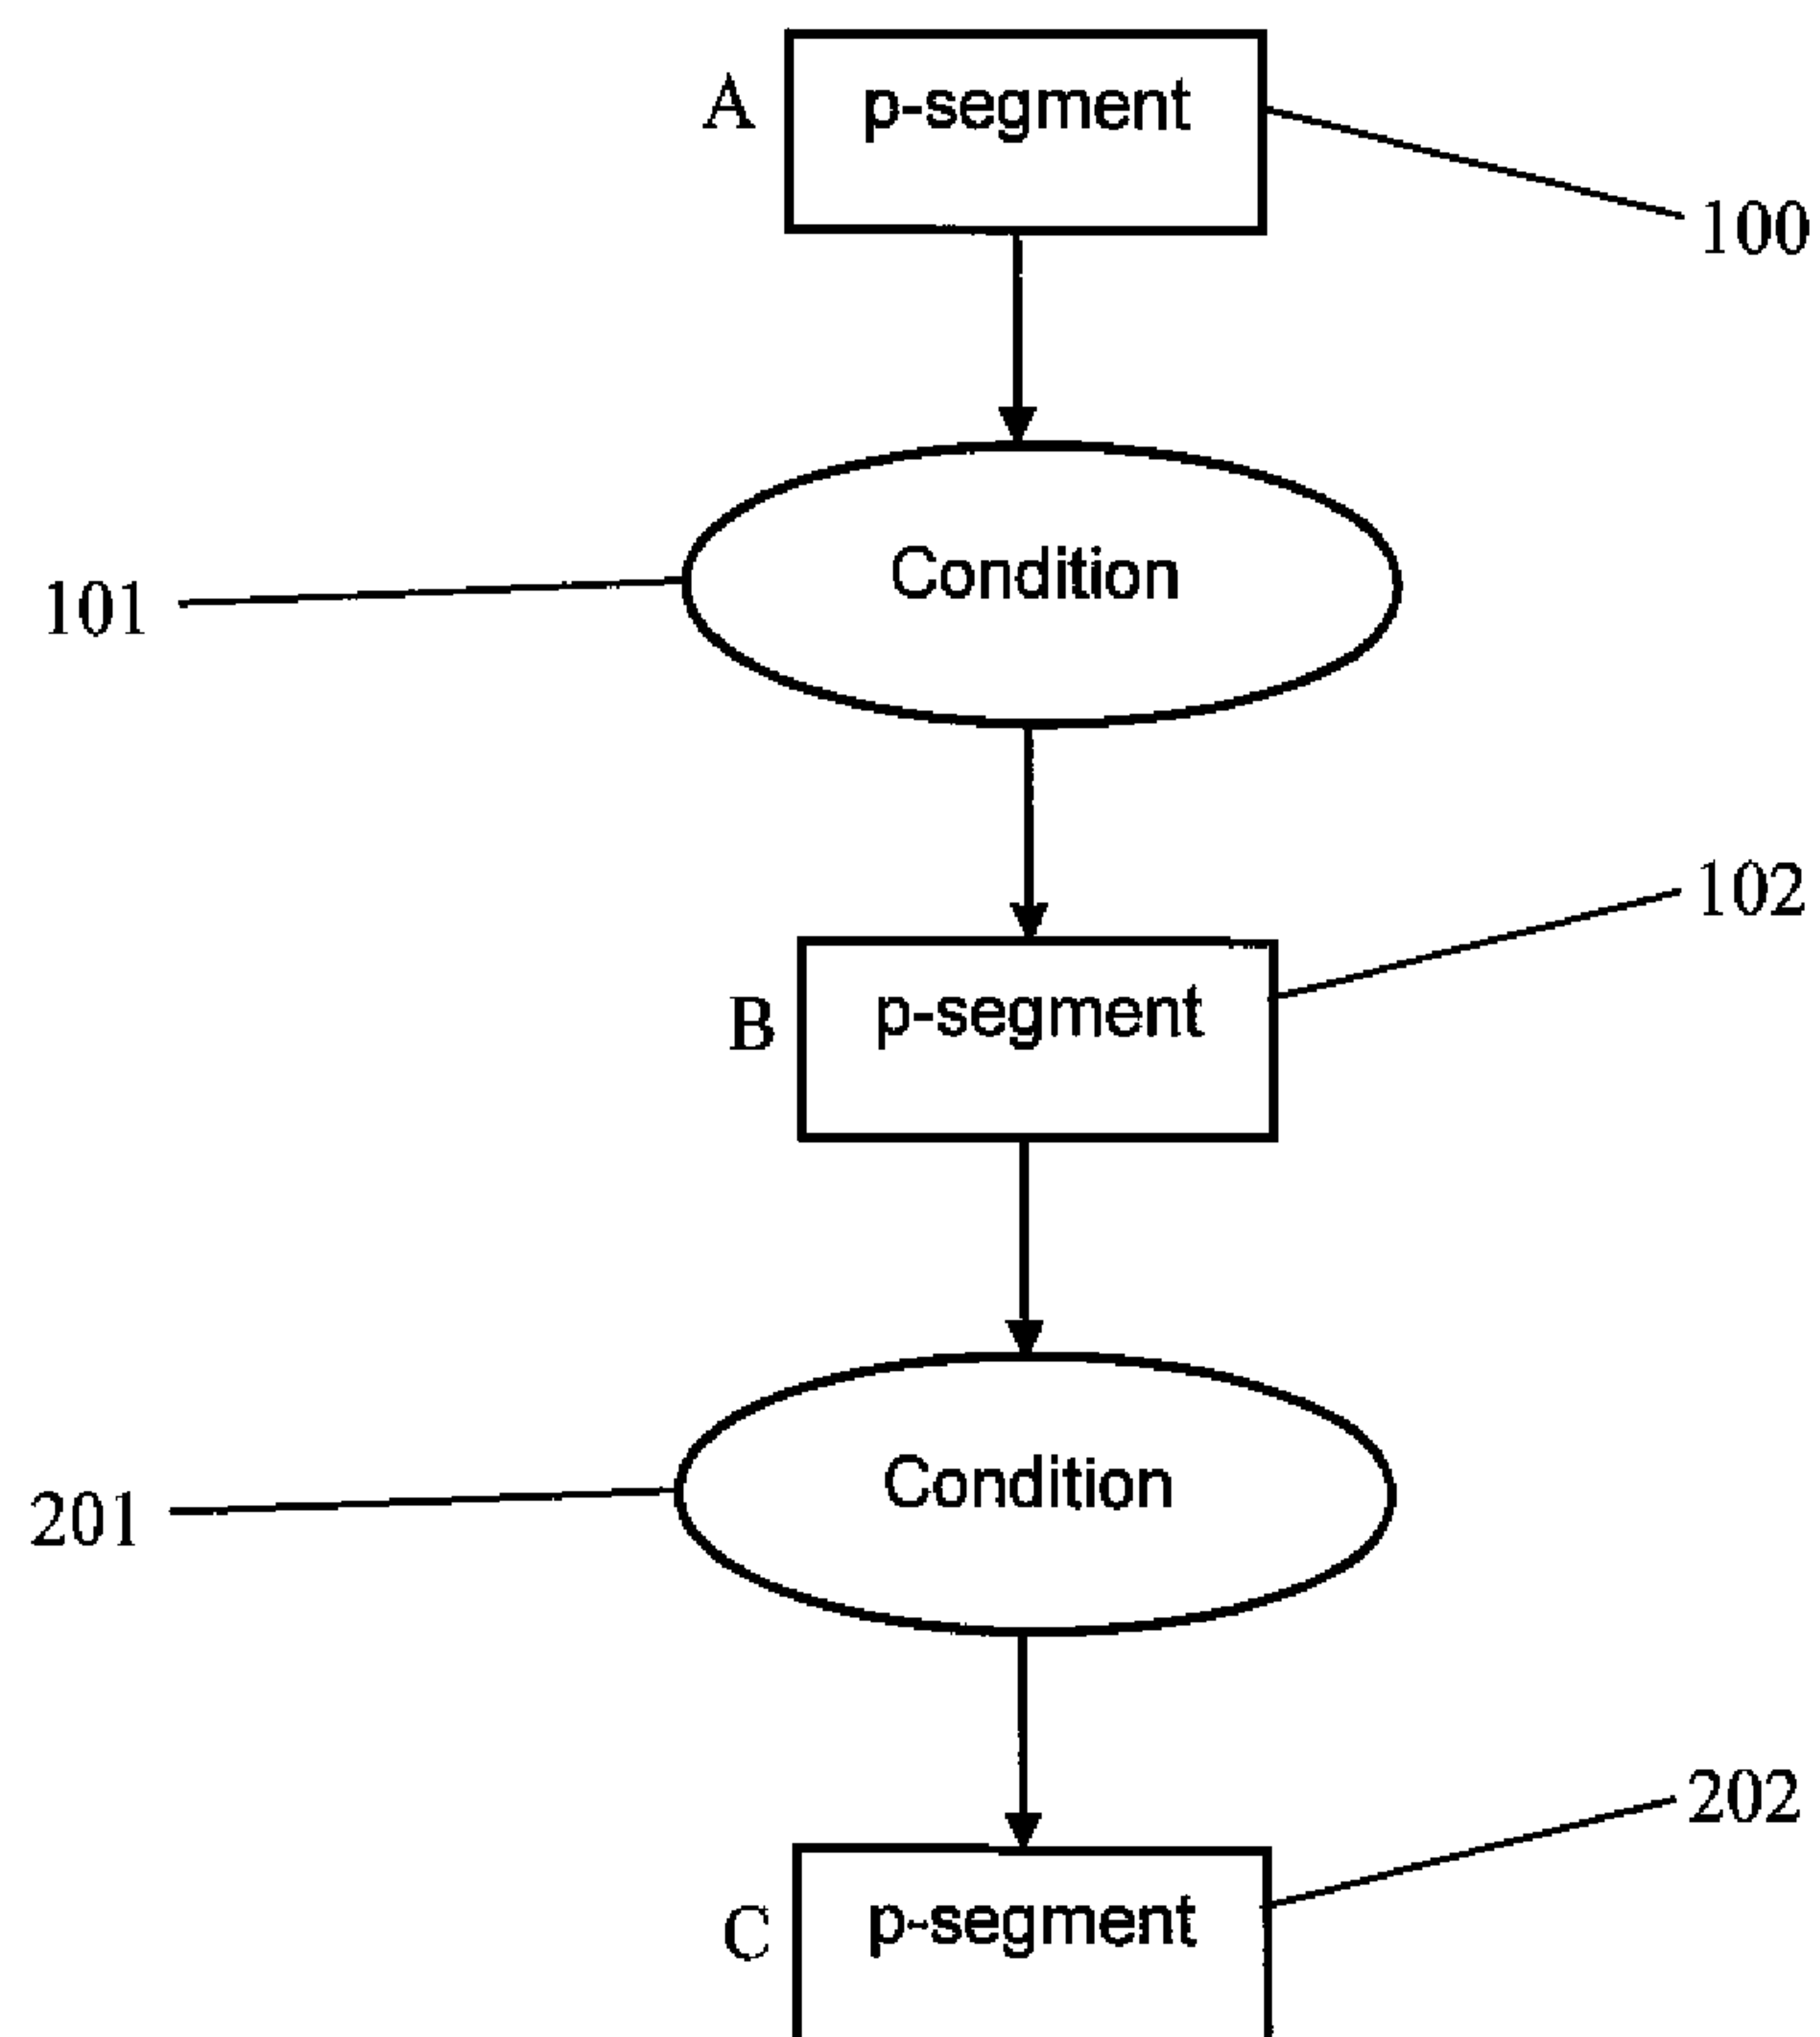 A p-segment
100
Condition
101
102
B p-segment
Condition
201
202
C p-segment